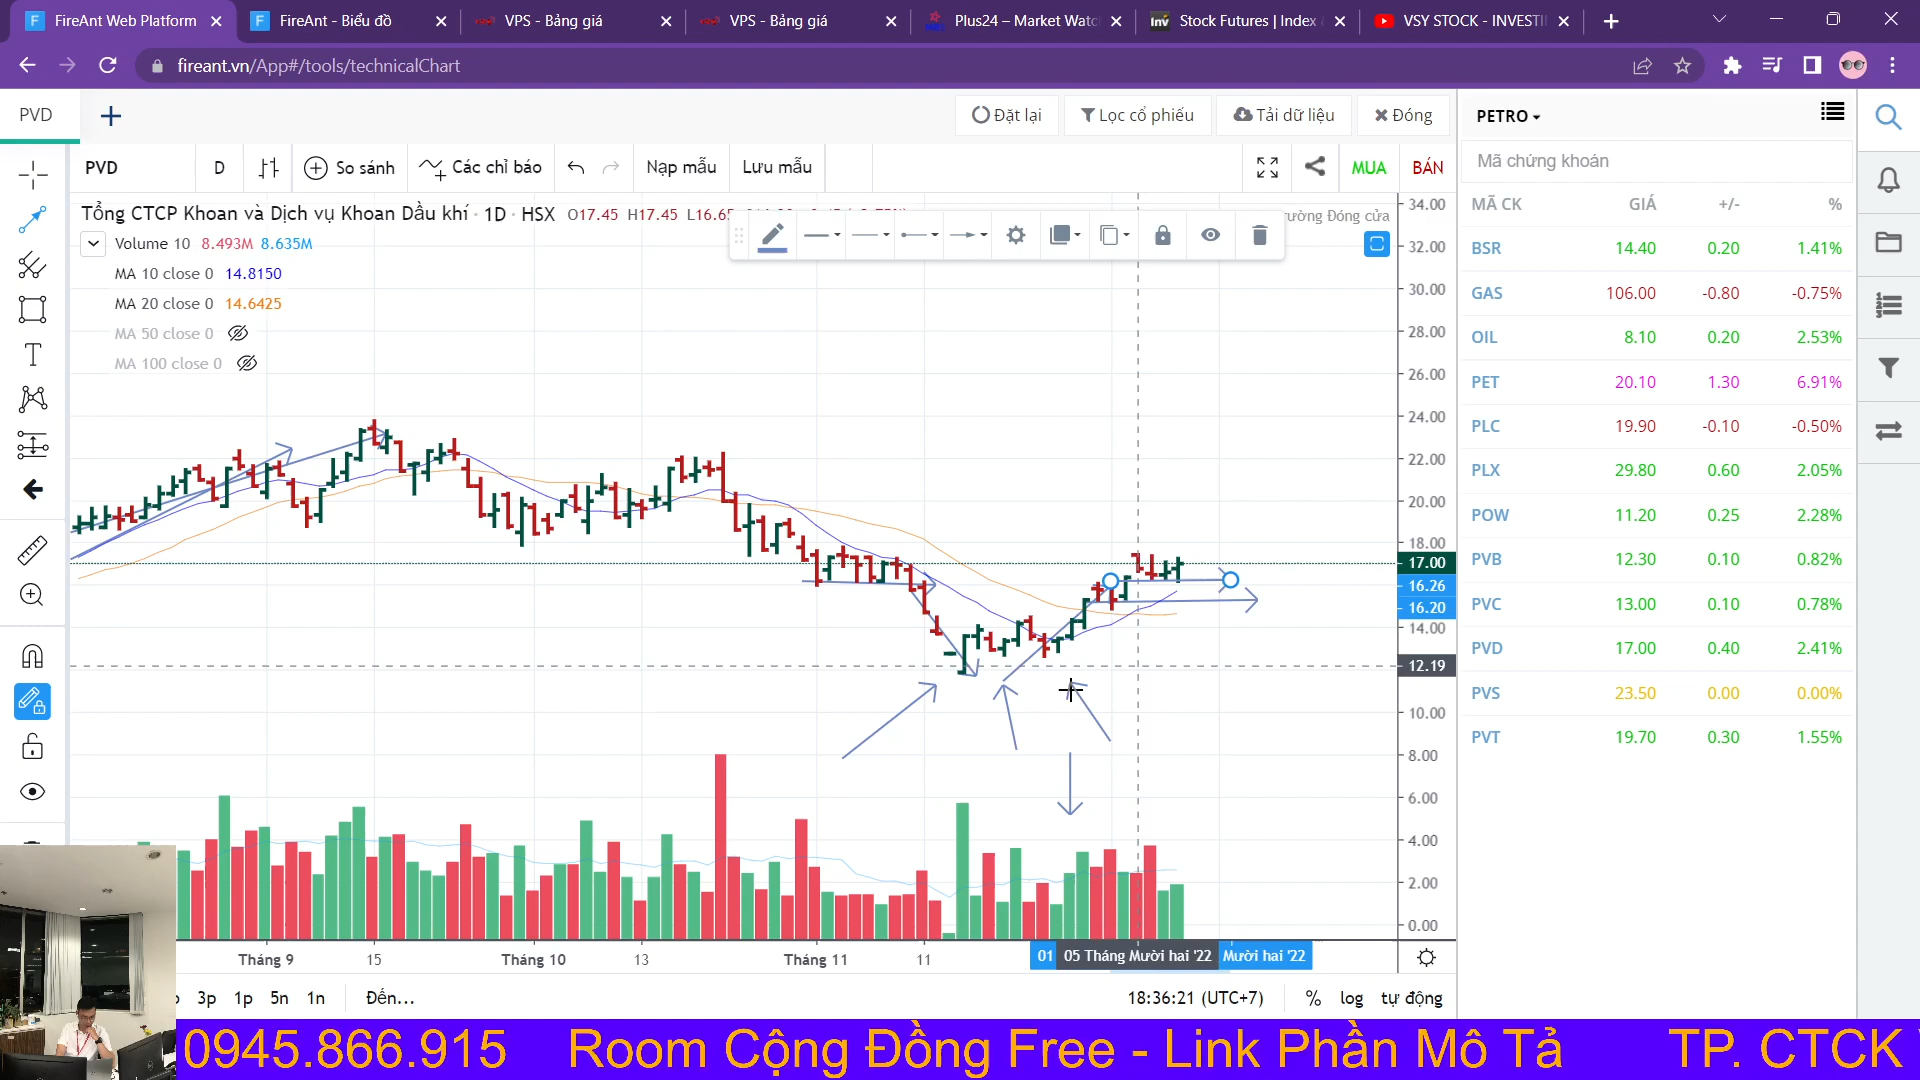 FireAnt Web Platform
FireAnt - Biểu đồ
VPS - Bảng giá
VPS - Bảng giá
Plus24 – Market Watc
Stock Futures | Index
VSY STOCK - INVESTI
fireant.vn/App#/tools/technicalChart
PVD
Đặt lại
Lọc cổ phiếu
Tải dữ liệu
Đóng
PVD
D
So sánh
Các chỉ báo
Nạp mẫu
Lưu mẫu
MUA
BÁN
Tổng CTCP Khoan và Dịch vụ Khoan Dầu khí · 1D · HSX O17.45 H17.45 L16.65
Đóng cửa
Volume 10 8.493M 8.635M
MA 10 close 0 14.8150
MA 20 close 0 14.6425
MA 50 close 0
MA 100 close 0
34.00
32.00
30.00
28.00
26.00
24.00
22.00
20.00
18.00
17.00
16.26
16.20
14.00
12.19
10.00
8.00
6.00
4.00
2.00
0.00
Tháng 9
15
Tháng 10
13
Tháng 11
11
01
05 Tháng Mười hai '22
Mười hai '22
3p
1p
5n
1n
Đến...
18:36:21 (UTC+7)
%
log
tự động
PETRO
Mã chứng khoán
MÃ CK GIÁ +/- %
BSR 14.40 0.20 1.41%
GAS 106.00 -0.80 -0.75%
OIL 8.10 0.20 2.53%
PET 20.10 1.30 6.91%
PLC 19.90 -0.10 -0.50%
PLX 29.80 0.60 2.05%
POW 11.20 0.25 2.28%
PVB 12.30 0.10 0.82%
PVC 13.00 0.10 0.78%
PVD 17.00 0.40 2.41%
PVS 23.50 0.00 0.00%
PVT 19.70 0.30 1.55%
0945.866.915 Room Cộng Đồng Free - Link Phần Mô Tả TP. CTCK